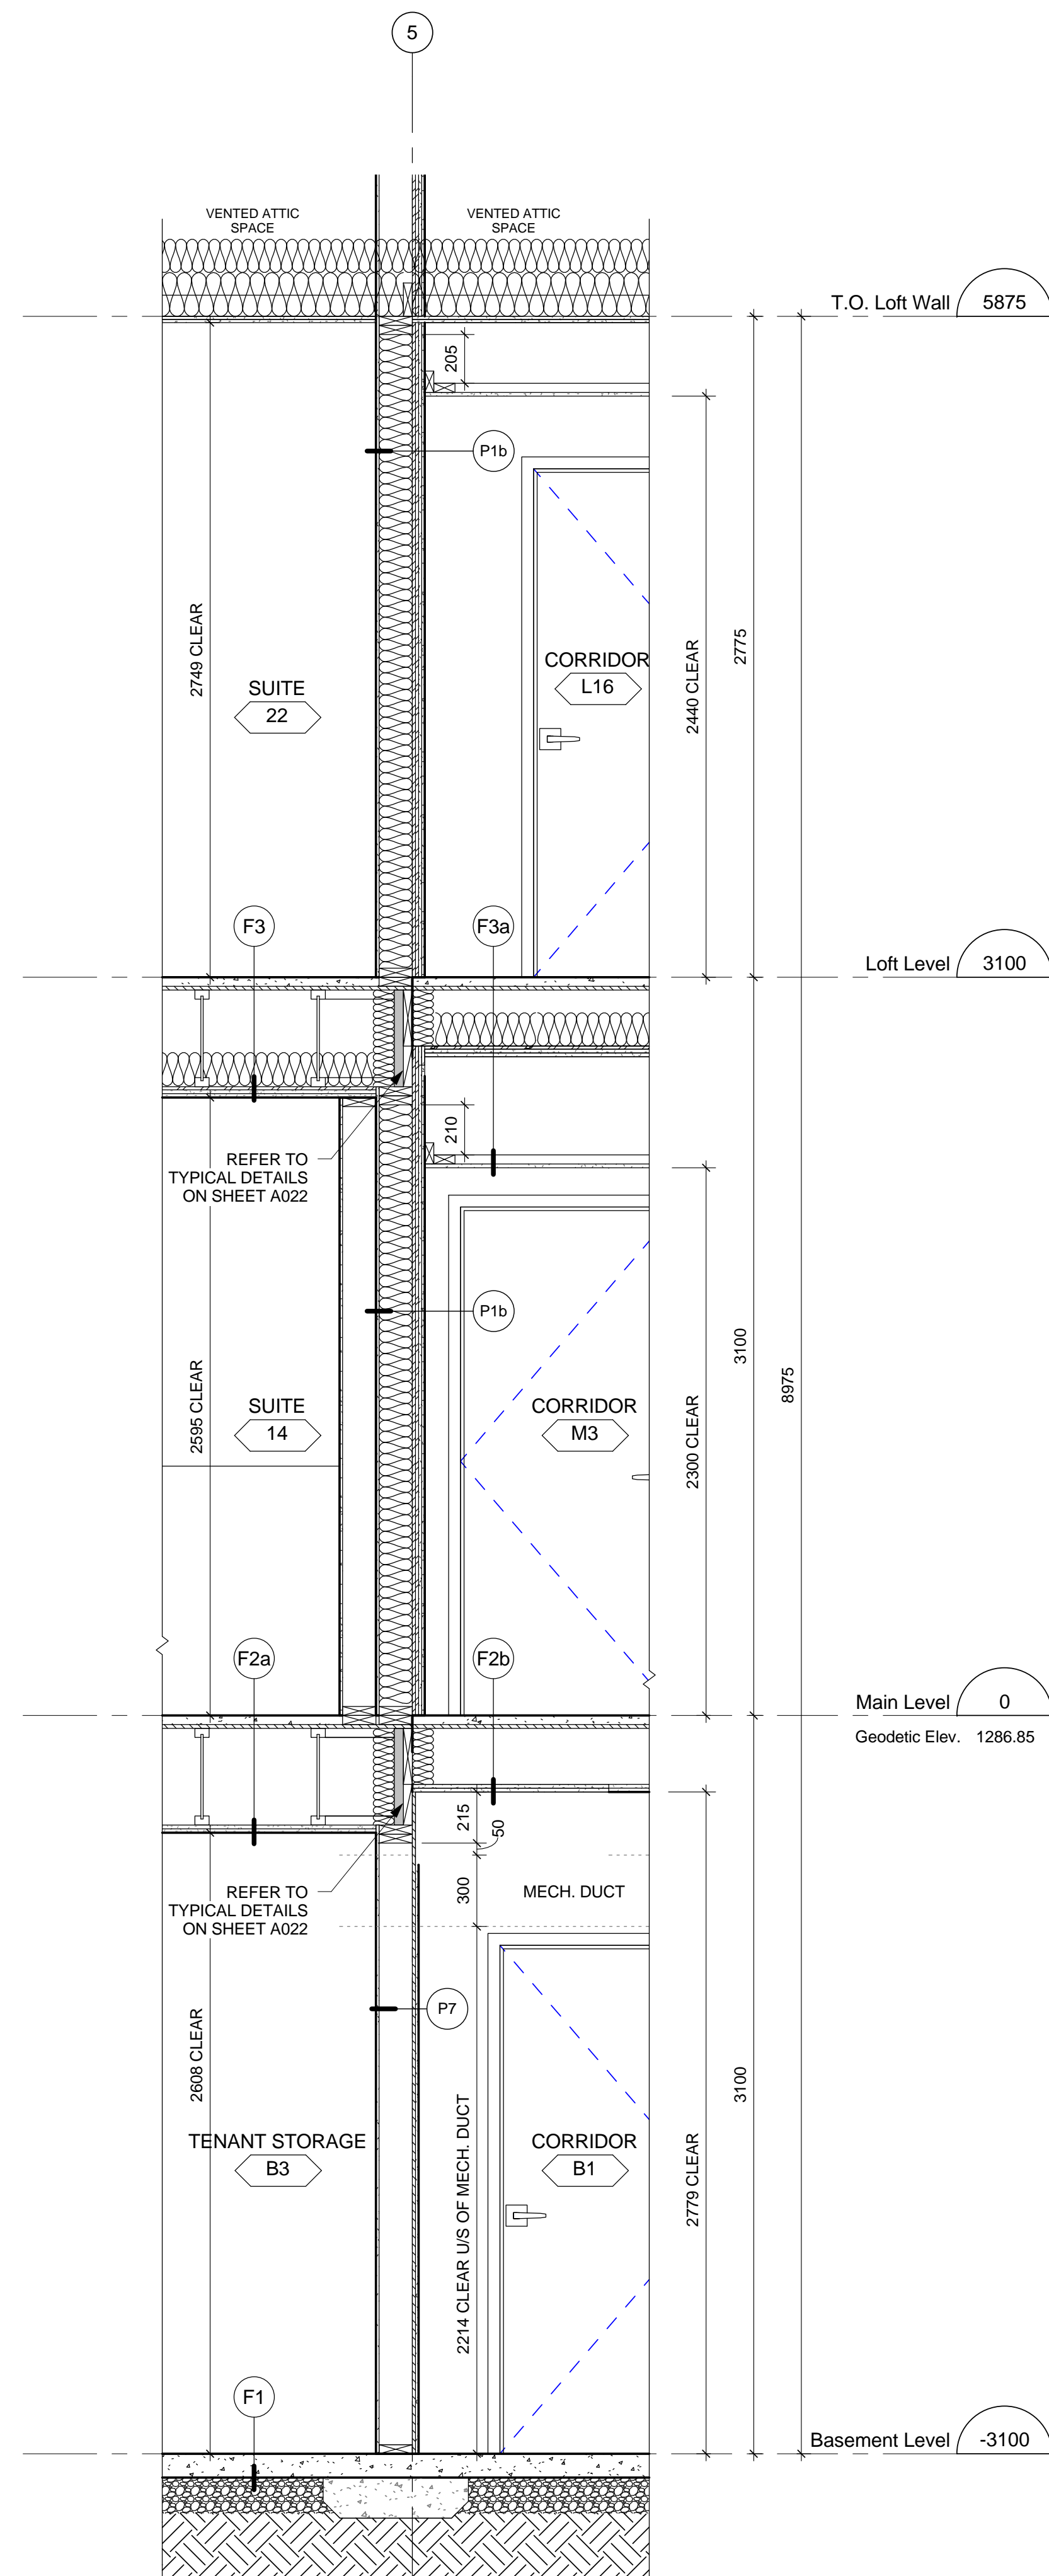 5
VENTED ATTIC
SPACE
VENTED ATTIC
SPACE
T.O. Loft Wall
5875
205
P1b
2749 CLEAR
SUITE
22
CORRIDOR
L16
2440 CLEAR
2775
F3
F3a
Loft Level
3100
210
REFER TO
TYPICAL DETAILS
ON SHEET A022
P1b
2595 CLEAR
SUITE
14
CORRIDOR
M3
2300 CLEAR
3100
8975
F2a
F2b
Main Level
0
Geodetic Elev. 1286.85
215
50
300
MECH. DUCT
REFER TO
TYPICAL DETAILS
ON SHEET A022
P7
2608 CLEAR
TENANT STORAGE
B3
2214 CLEAR U/S OF MECH. DUCT
CORRIDOR
B1
2779 CLEAR
3100
F1
Basement Level
-3100